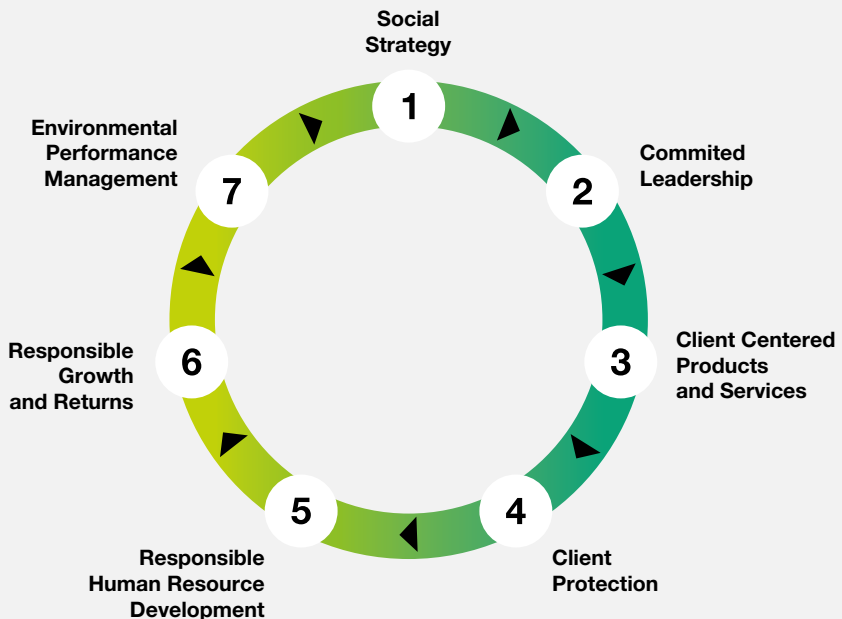 1
Social
Strategy
2
Commited
Leadership
3
Client Centered
Products
and Services
4
Client
Protection
5
Responsible
Human Resource
Development
6
Responsible
Growth
and Returns
7
Environmental
Performance
Management